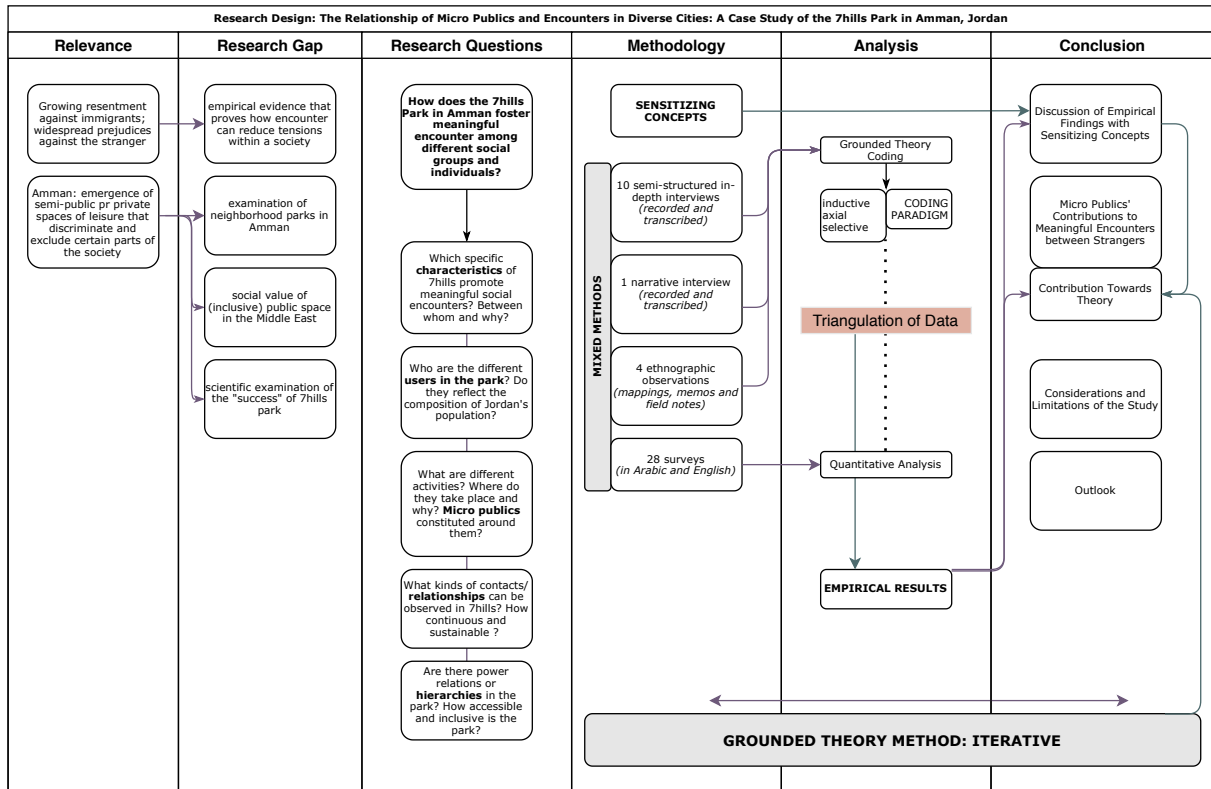 Research Design: The Relationship of Micro Publics and Encounters in Diverse Cities: A Case Study of the 7hills Park in Amman, Jordan
Relevance
Research Gap
Research Questions
Methodology
Analysis
Conclusion
Growing resentment
against immigrants;
widespread prejudices
against the stranger
Amman: emergence of
semi-public pr private
spaces of leisure that
discriminate and
exclude certain parts of
the society
empirical evidence that
proves how encounter
can reduce tensions
within a society
examination of
neighborhood parks in
Amman
social value of
(inclusive) public space
in the Middle East
scientific examination of
the "success" of 7hills
park
How does the 7hills
Park in Amman foster
meaningful
encounter among
different social
groups and
individuals?
Which specific
characteristics of
7hills promote
meaningful social
encounters? Between
whom and why?
Who are the different
users in the park? Do
they reflect the
composition of Jordan's
population?
What are different
activities? Where do
they take place and
why? Micro publics
constituted around
them?
What kinds of contacts/
relationships can be
observed in 7hills? How
continuous and
sustainable ?
Are there power
relations or
hierarchies in the
park? How accessible
and inclusive is the
park?
SENSITIZING
CONCEPTS
MIXED METHODS
10 semi-structured in-
depth interviews
(recorded and
transcribed)
1 narrative interview
(recorded and
transcribed)
4 ethnographic
observations
(mappings, memos and
field notes)
28 surveys
(in Arabic and English)
Grounded Theory
Coding
inductive
axial
selective
CODING
PARADIGM
Triangulation of Data
Quantitative Analysis
EMPIRICAL RESULTS
Discussion of Empirical
Findings with
Sensitizing Concepts
Micro Publics'
Contributions to
Meaningful Encounters
between Strangers
Contribution Towards
Theory
Considerations and
Limitations of the Study
Outlook
GROUNDED THEORY METHOD: ITERATIVE